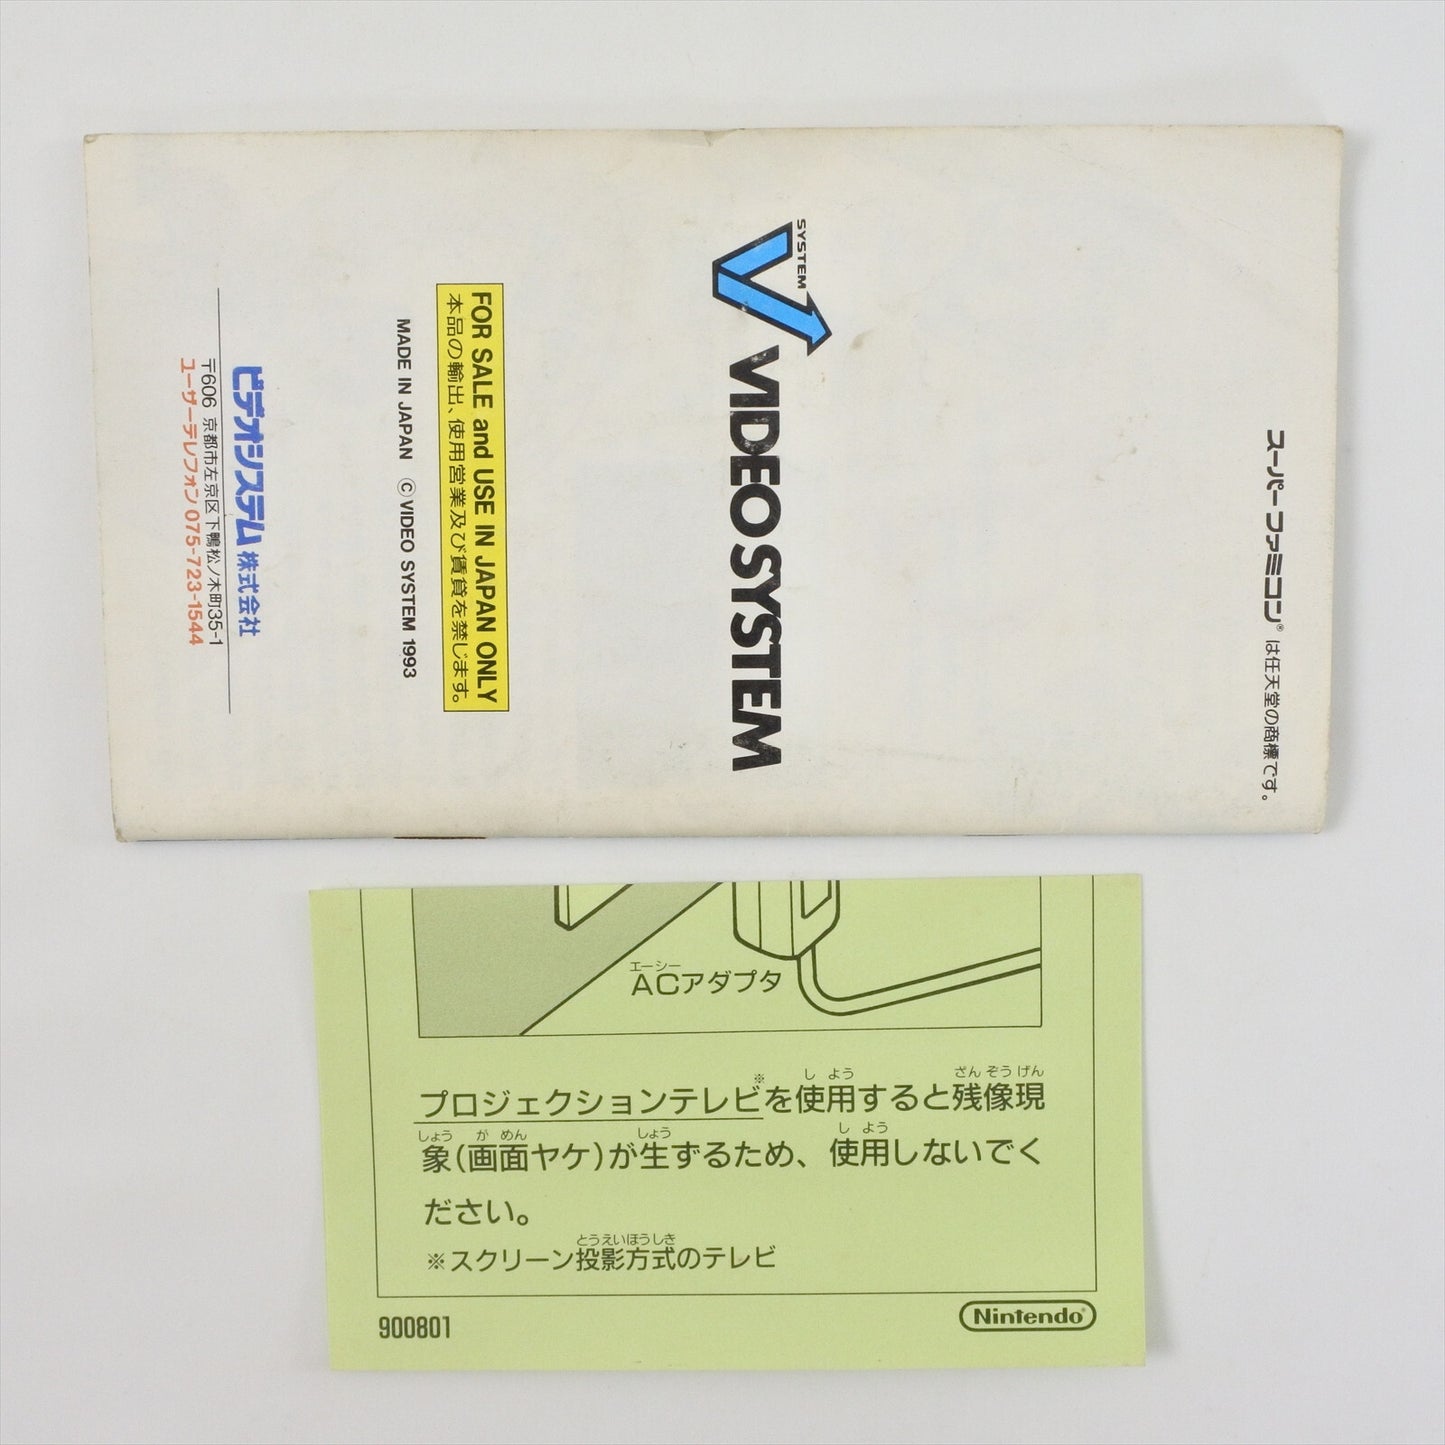 スーパーファミコン® は任天堂の商標です。
SYSTEM
VIDEO SYSTEM
FOR SALE and USE IN JAPAN ONLY
本品の輸出、使用営業及び賃貸を禁じます。
MADE IN JAPAN ©VIDEO SYSTEM 1993
ビデオシステム株式会社
〒606 京都市左京区下鴨松ノ木町35-1
ユーザーテレフォン 075-723-1544
エーシー
ACアダプタ
しよう ざんぞうげん
プロジェクションテレビ※を使用すると残像現
しょう がめん しょう しよう
象(画面ヤケ)が生ずるため、使用しないでく
ださい。
とうえいほうしき
※スクリーン投影方式のテレビ
900801
Nintendo®